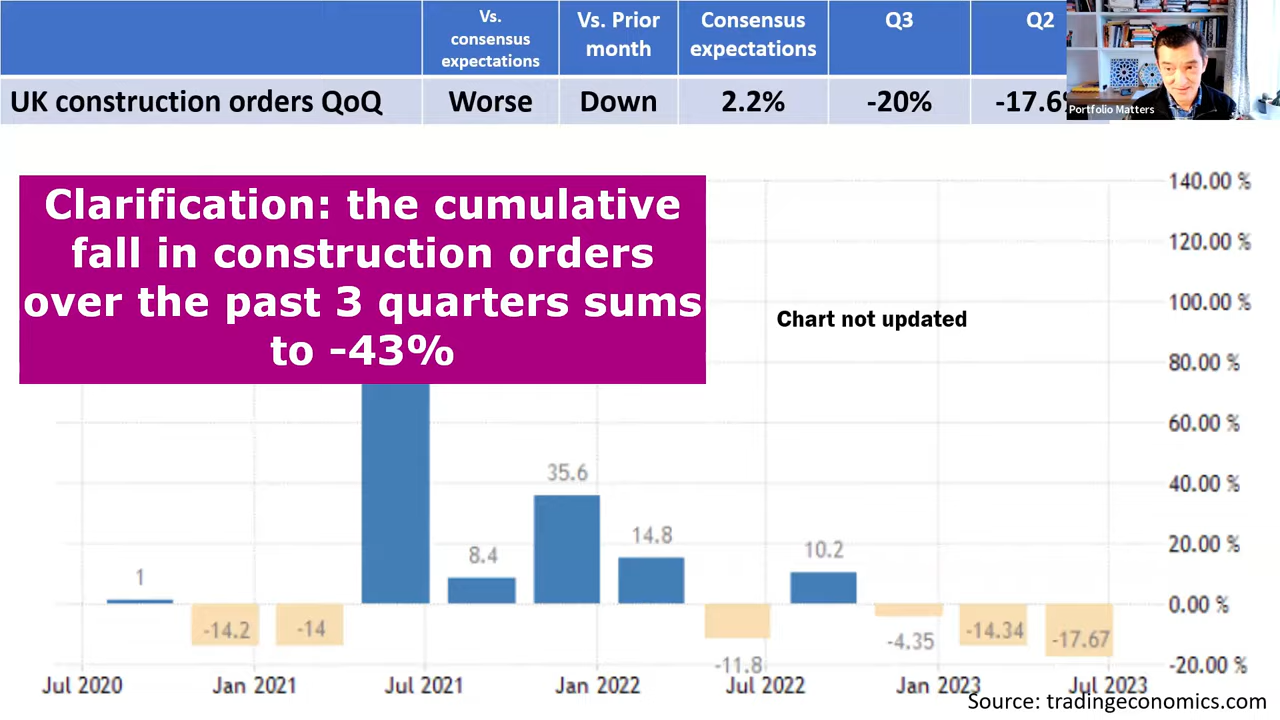 Vs. consensus expectations
Vs. Prior month
Consensus expectations
Q3
Q2
UK construction orders QoQ
Worse
Down
2.2%
-20%
-17.6
Portfolio Matters
Clarification: the cumulative
fall in construction orders
over the past 3 quarters sums
to -43%
Chart not updated
140.00 %
120.00 %
100.00 %
80.00 %
60.00 %
40.00 %
20.00 %
0.00 %
-20.00 %
1
-14.2
-14
8.4
35.6
14.8
-11.8
10.2
-4.35
-14.34
-17.67
Jul 2020
Jan 2021
Jul 2021
Jan 2022
Jul 2022
Jan 2023
Jul 2023
Source: tradingeconomics.com